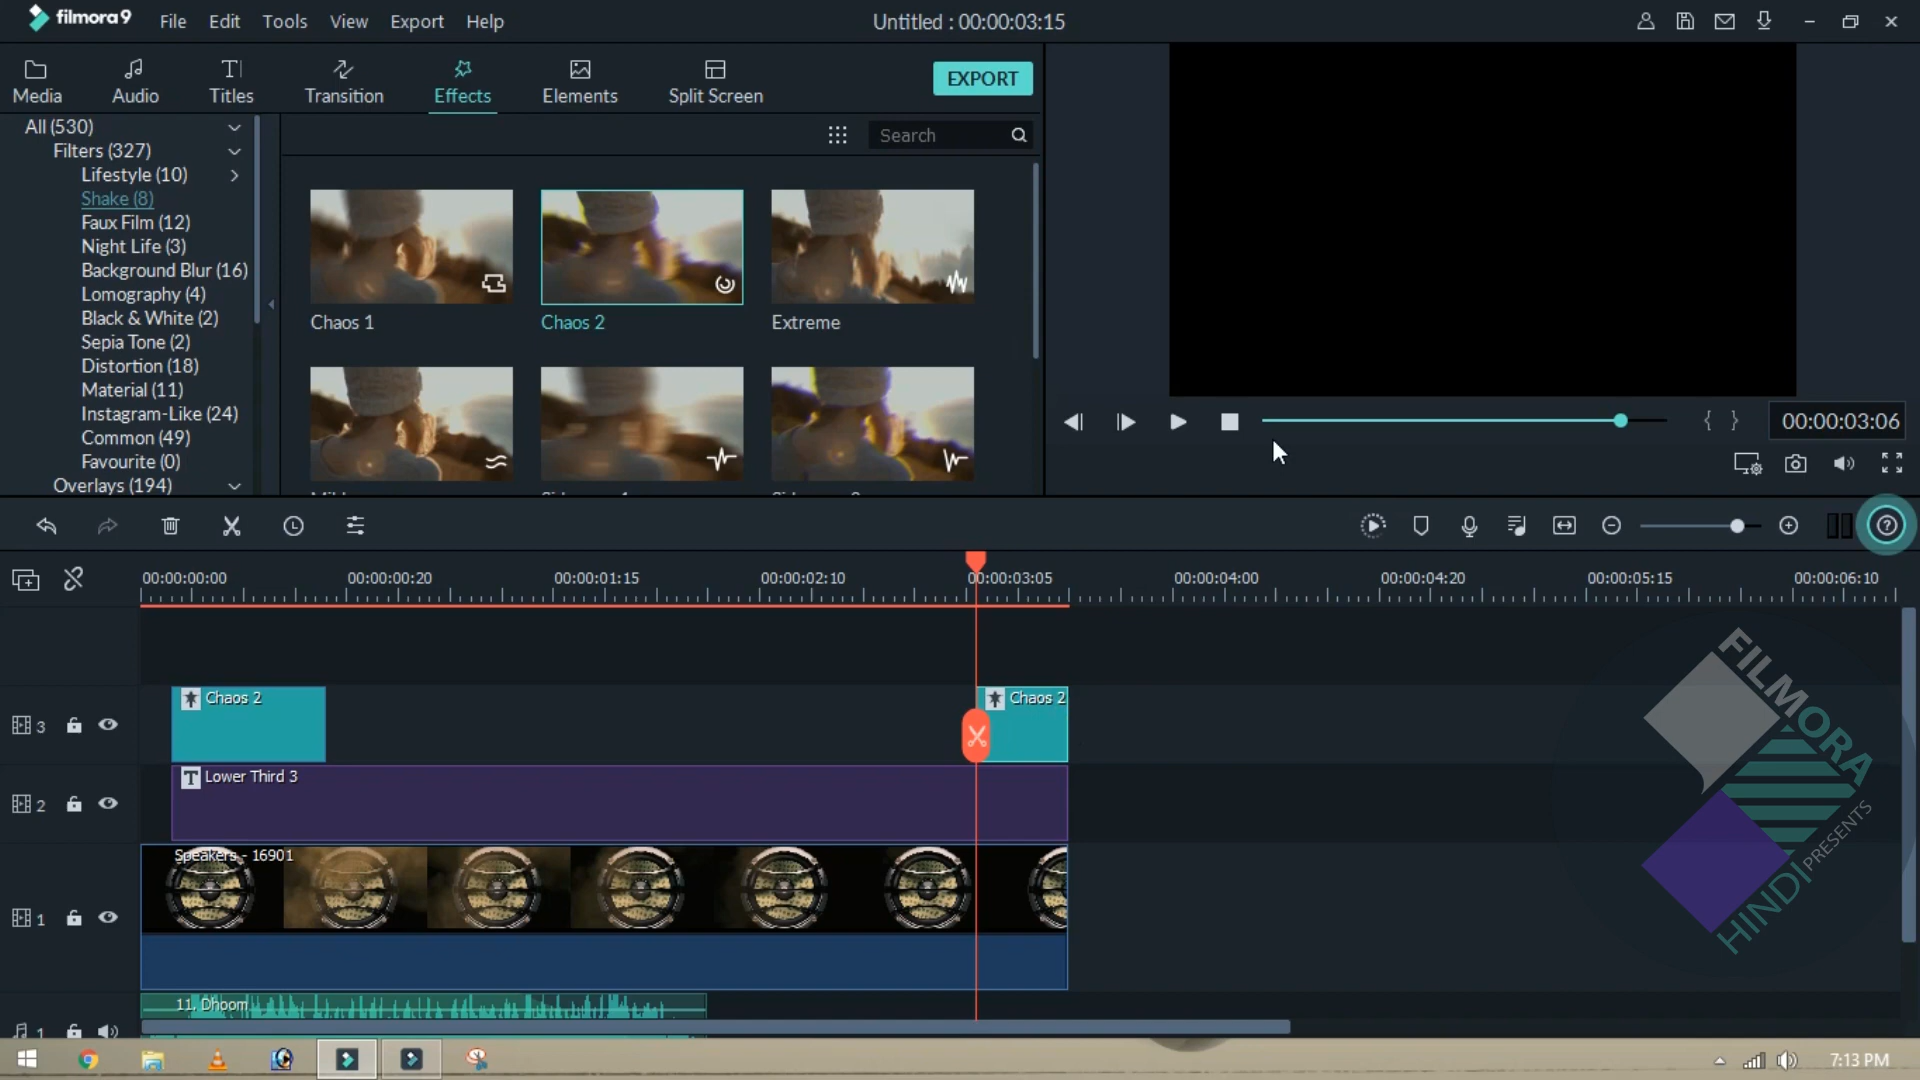 filmora9 File Edit Tools View Export Help Untitled : 00:00:03:15
Media Audio Titles Transition Effects Elements Split Screen EXPORT
All (530)
Filters (327)
Lifestyle (10)
Shake (8)
Faux Film (12)
Night Life (3)
Background Blur (16)
Lomography (4)
Black & White (2)
Sepia Tone (2)
Distortion (18)
Material (11)
Instagram-Like (24)
Common (49)
Favourite (0)
Overlays (194)
Search
Chaos 1 Chaos 2 Extreme
00:00:03:06
00:00:00:00 00:00:00:20 00:00:01:15 00:00:02:10 00:00:03:05 00:00:04:00 00:00:04:20 00:00:05:15 00:00:06:10
3 Chaos 2 Chaos 2
2 Lower Third 3
1 Speakers - 16901
1 11. Dhoom
FILMORA
HINDI PRESENTS
7:13 PM